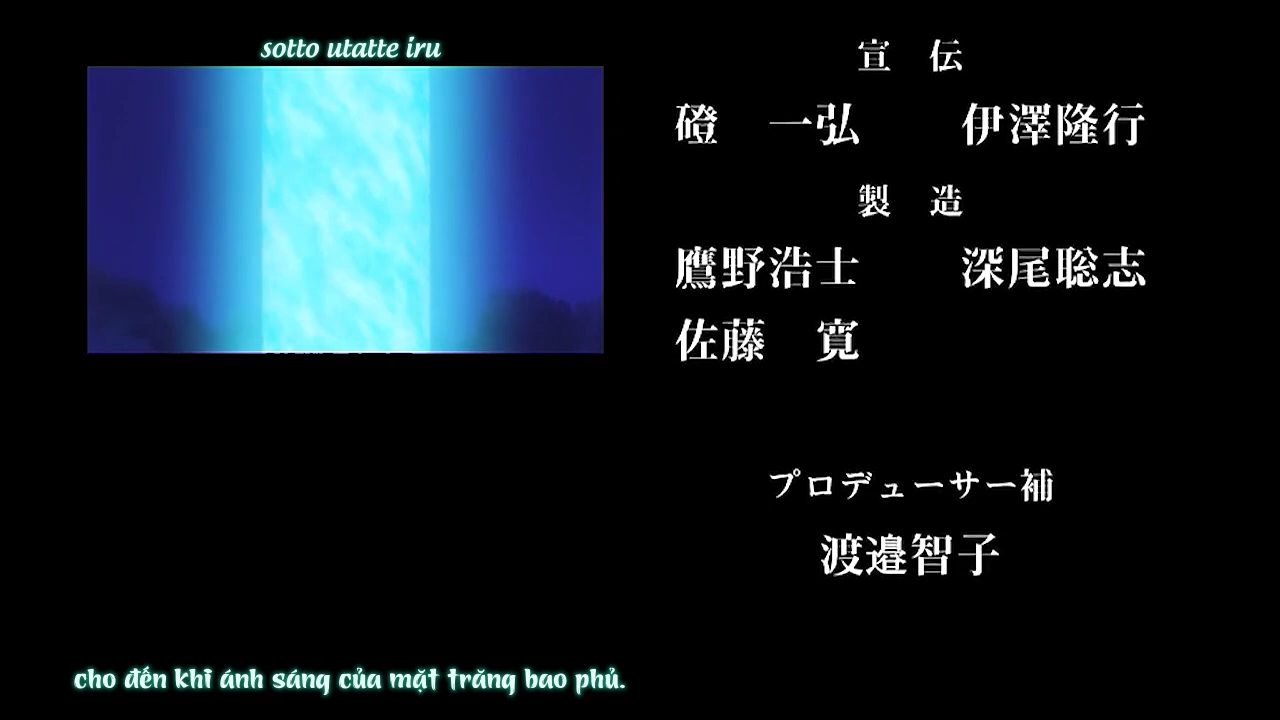 sotto utatte iru
宣 伝
磴 一弘 伊澤隆行
製 造
鷹野浩士 深尾聡志
佐藤 寛
プロデューサー補
渡邉智子
cho đến khi ánh sáng của mặt trăng bao phủ.